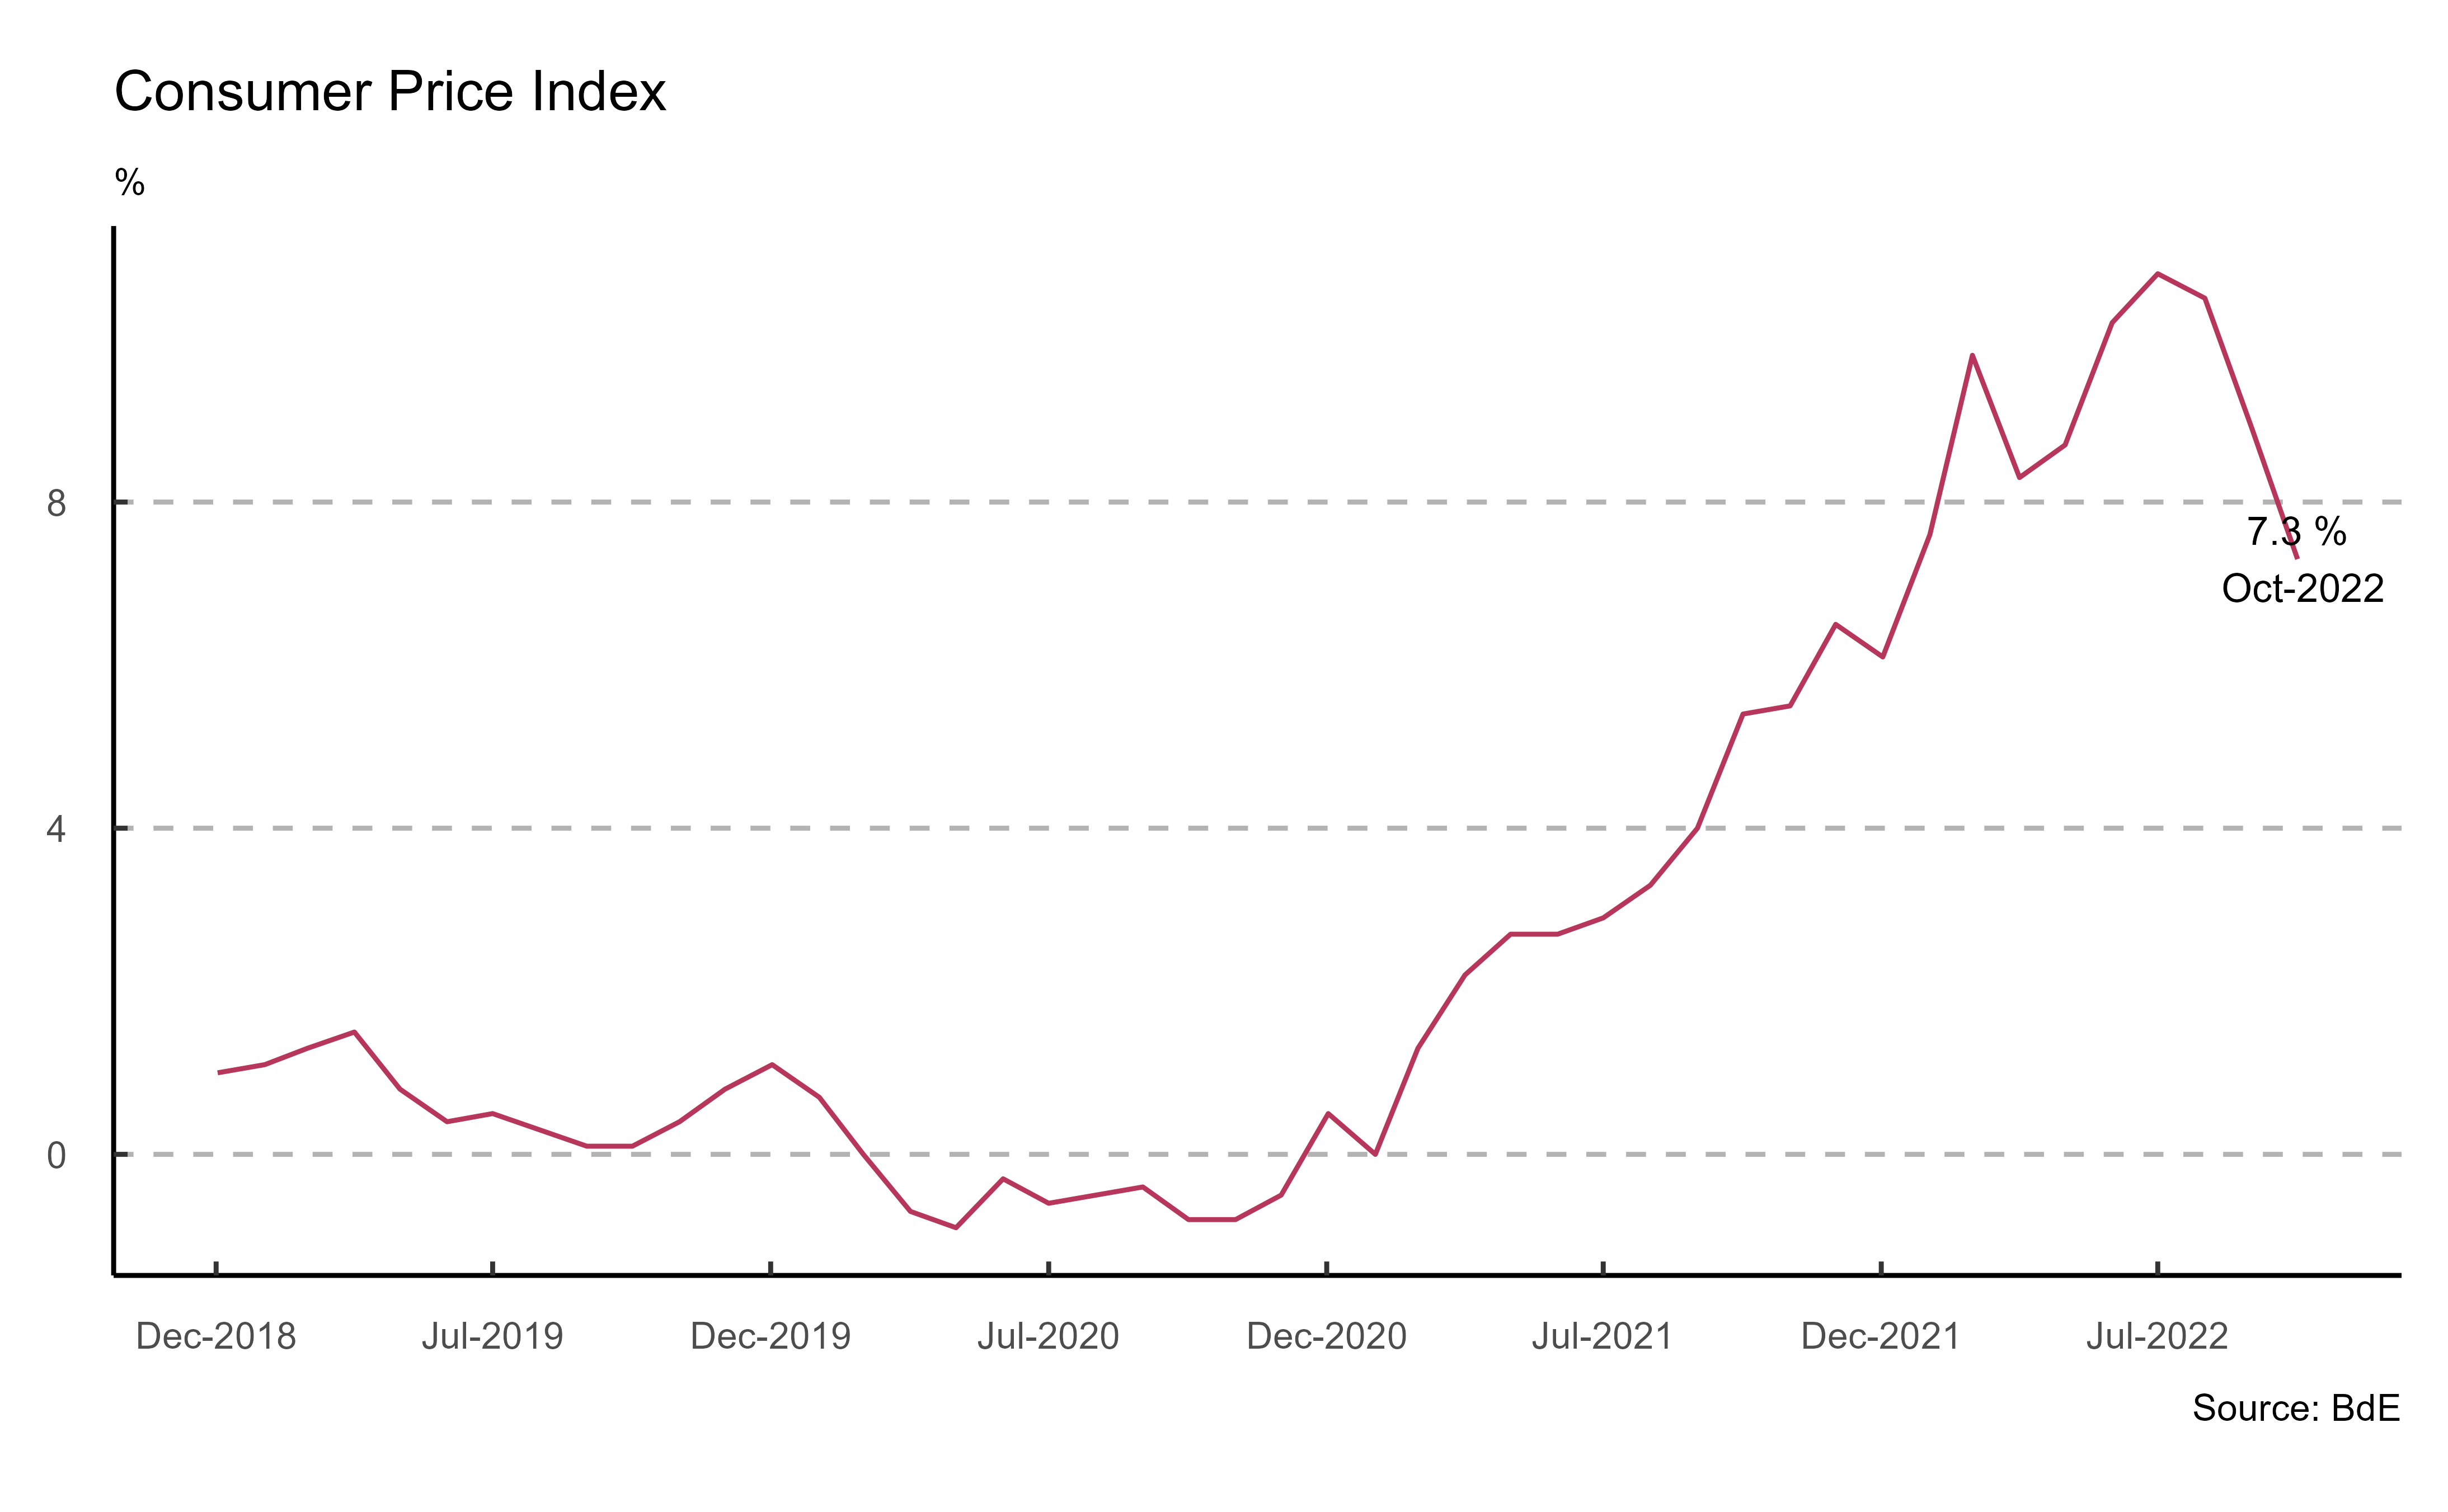 Consumer Price Index
%
8
7.3 %
Oct-2022
4
0
Dec-2018 Jul-2019 Dec-2019 Jul-2020 Dec-2020 Jul-2021 Dec-2021 Jul-2022
Source: BdE